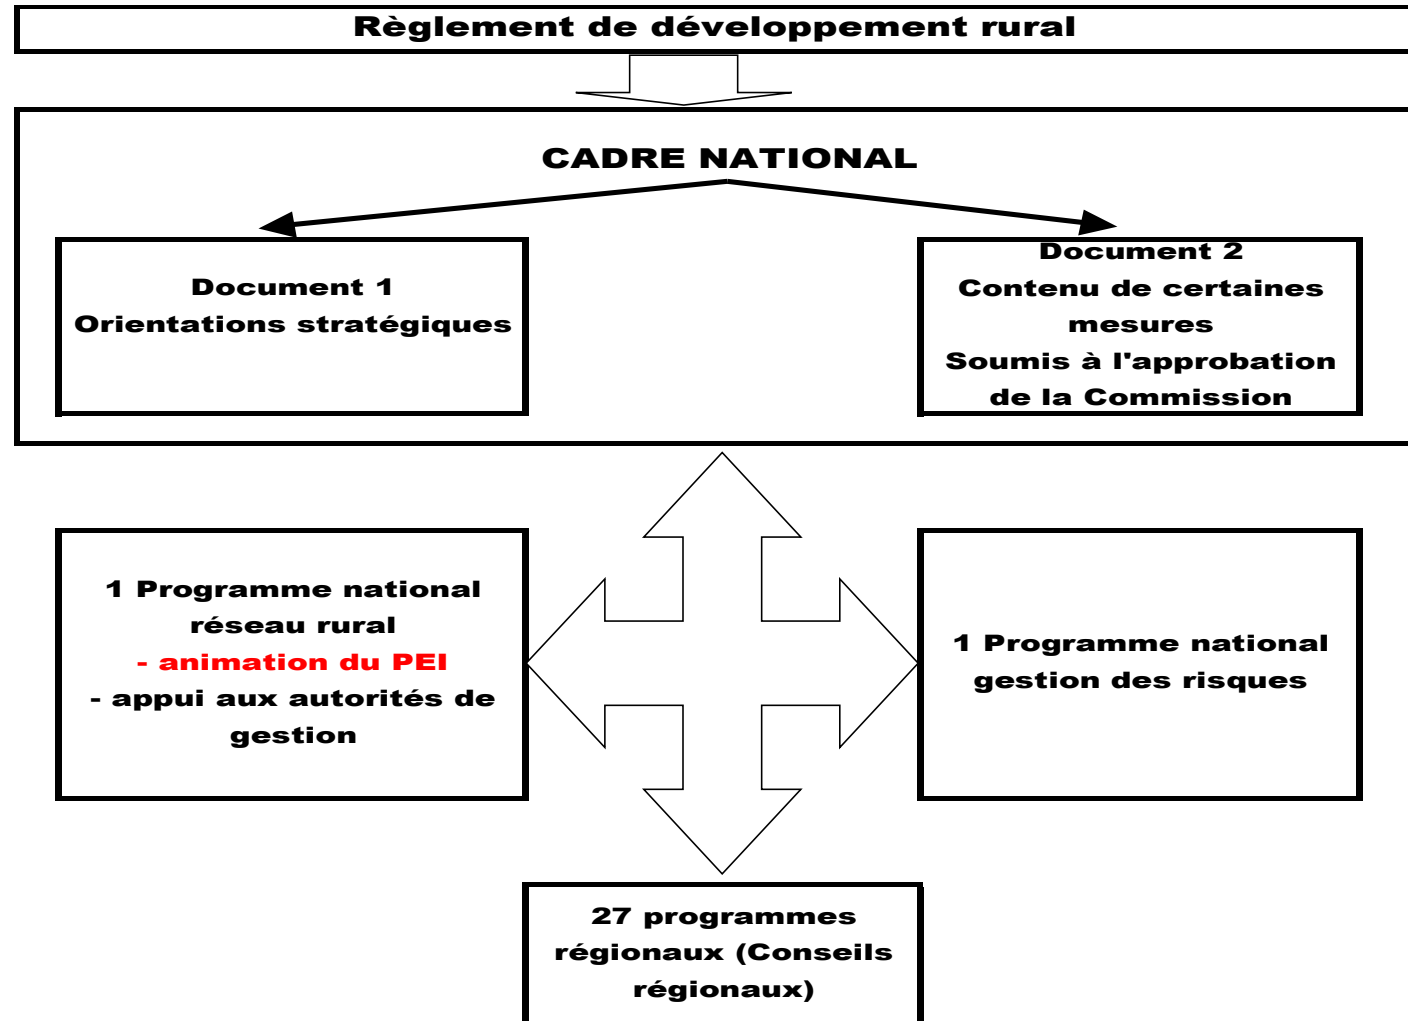 Règlement de développement rural
CADRE NATIONAL
Document 1
Orientations stratégiques
Document 2
Contenu de certaines
mesures
Soumis à l'approbation
de la Commission
1 Programme national
réseau rural
- animation du PEI
- appui aux autorités de
gestion
1 Programme national
gestion des risques
27 programmes
régionaux (Conseils
régionaux)